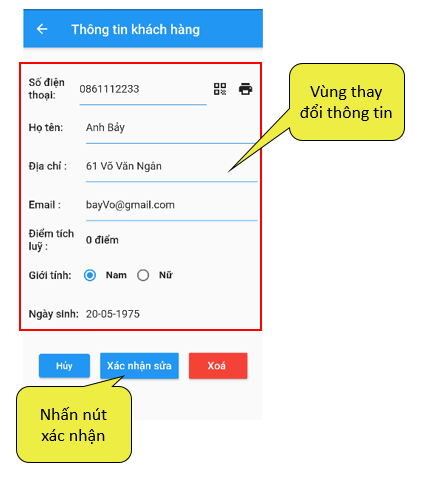 Thông tin khách hàng
Số điện
thoại:
0861112233
Họ tên: Anh Bảy
Địa chỉ : 61 Võ Văn Ngân
Email : bayVo@gmail.com
Điểm tích
luỹ :
0 điểm
Giới tính: Nam Nữ
Ngày sinh: 20-05-1975
Hủy Xác nhận sửa Xoá
Vùng thay
đổi thông tin
Nhấn nút
xác nhận